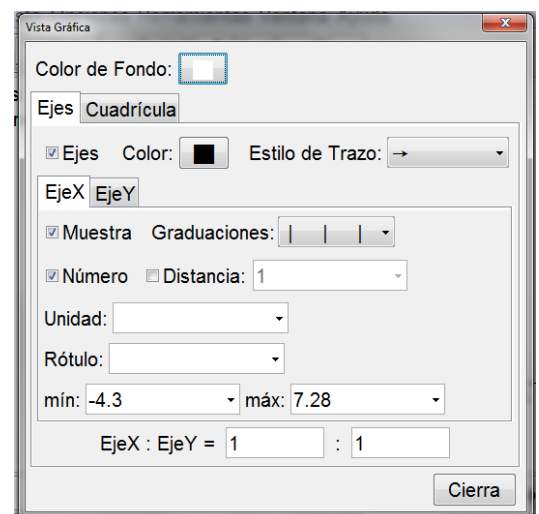 Vista Gráfica
Color de Fondo:
Ejes Cuadrícula
Ejes Color: Estilo de Trazo: →
EjeX EjeY
Muestra Graduaciones: | | |
Número Distancia: 1
Unidad:
Rótulo:
mín: -4.3 máx: 7.28
EjeX : EjeY = 1 : 1
Cierra